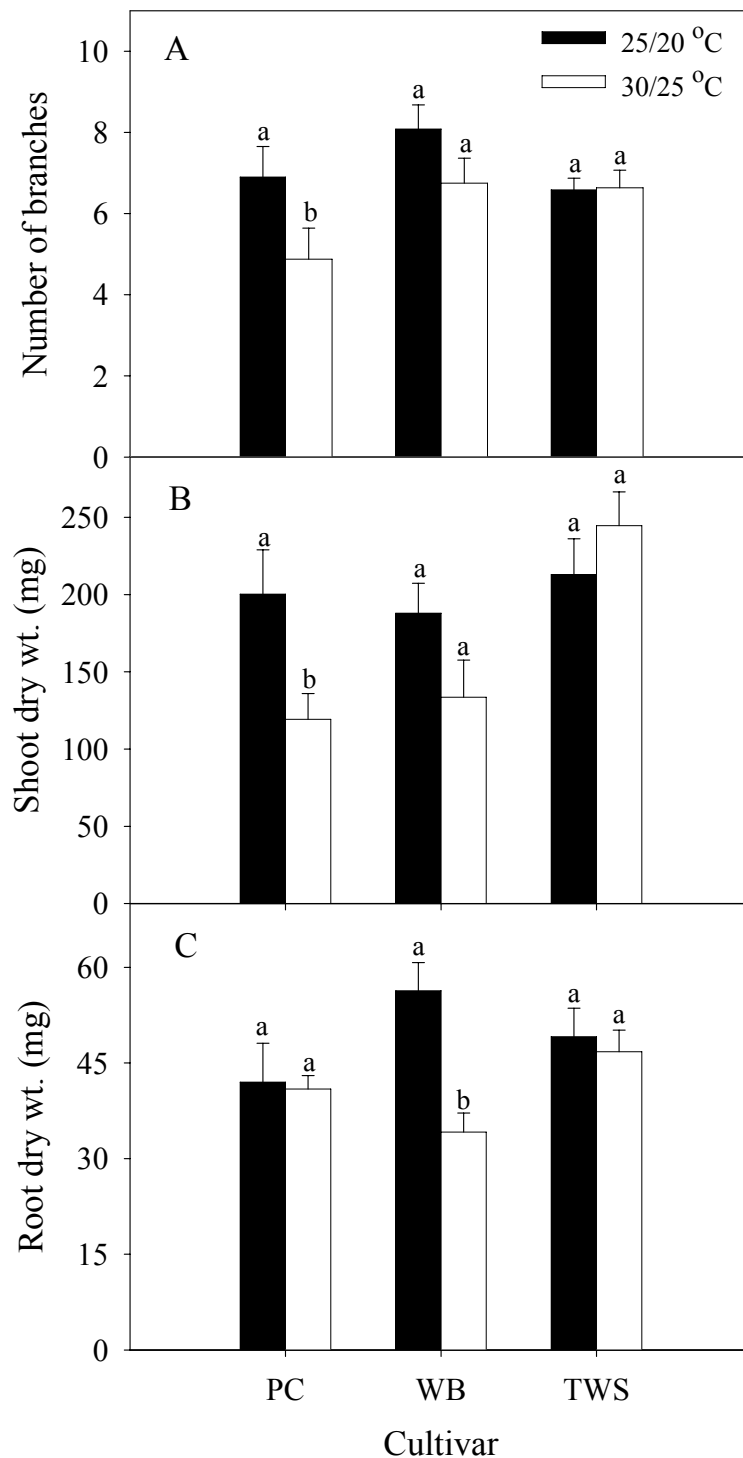 A
25/20 °C
30/25 °C
Number of branches
10
8
6
4
2
0
a
b
a
a
a
a
B
Shoot dry wt. (mg)
250
200
150
100
50
0
a
b
a
a
a
a
C
Root dry wt. (mg)
60
45
30
15
0
a
a
a
b
a
a
PC WB TWS
Cultivar